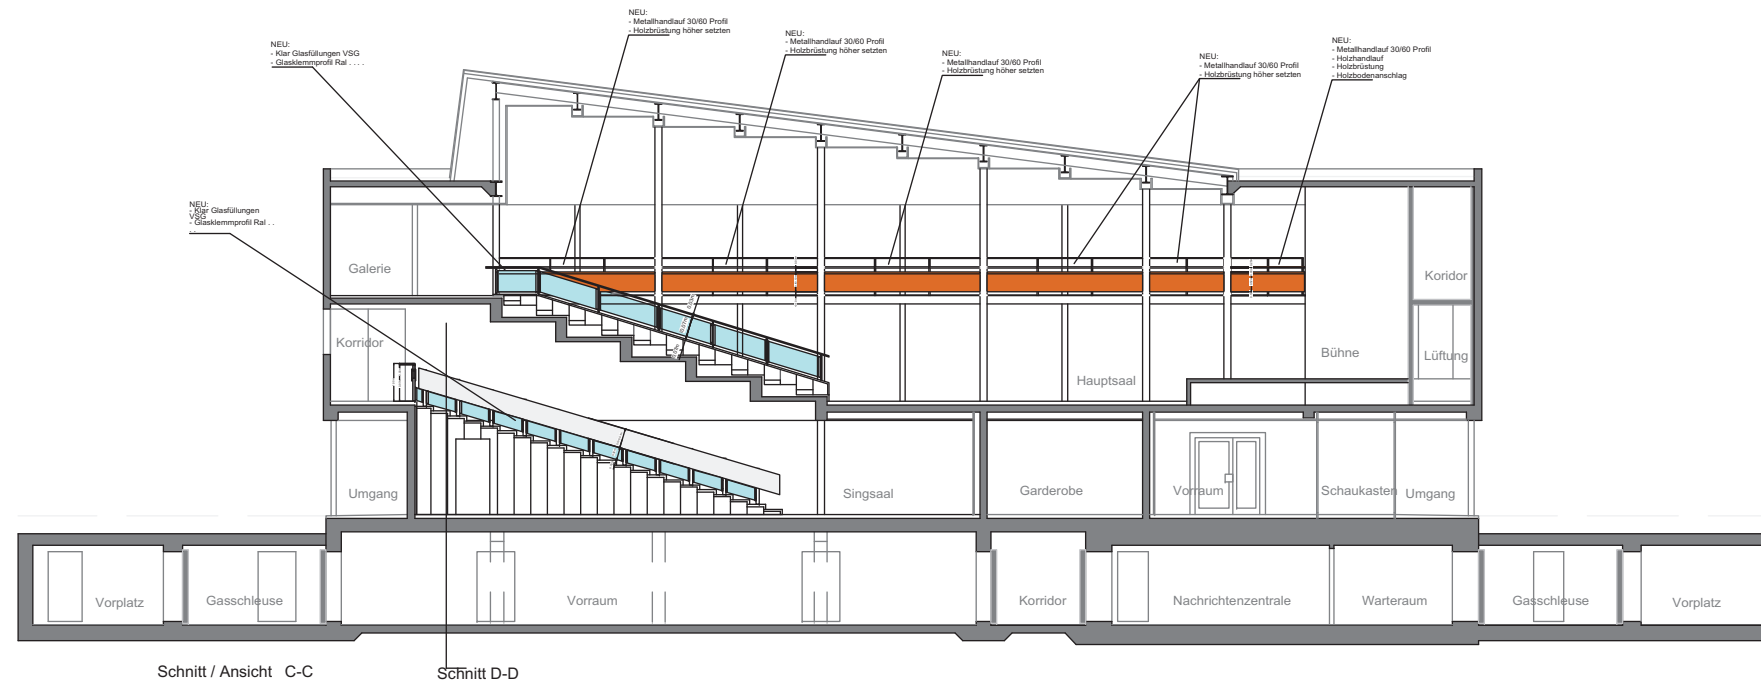 NEU:
- Metallhandlauf 30/60 Profil
- Holzbrüstung höher setzten
NEU:
- Metallhandlauf 30/60 Profil
- Holzbrüstung höher setzten
NEU:
- Metallhandlauf 30/60 Profil
- Holzbrüstung höher setzten
NEU:
- Metallhandlauf 30/60 Profil
- Holzbrüstung höher setzten
NEU:
- Metallhandlauf 30/60 Profil
- Holzhandlauf
- Holzbrüstung
- Holzbodenanschlag
NEU:
- Klar Glasfüllungen VSG
- Glasklemmprofil Ral . . . .
NEU:
- Klar Glasfüllungen
VSG
- Glasklemmprofil Ral . .
. .
Galerie
Koridor
Korridor
Bühne
Lüftung
Hauptsaal
Umgang
Singsaal
Garderobe
Vorraum
Schaukasten
Umgang
Vorplatz
Gasschleuse
Vorraum
Korridor
Nachrichtenzentrale
Warteraum
Gasschleuse
Vorplatz
Schnitt / Ansicht C-C
Schnitt D-D